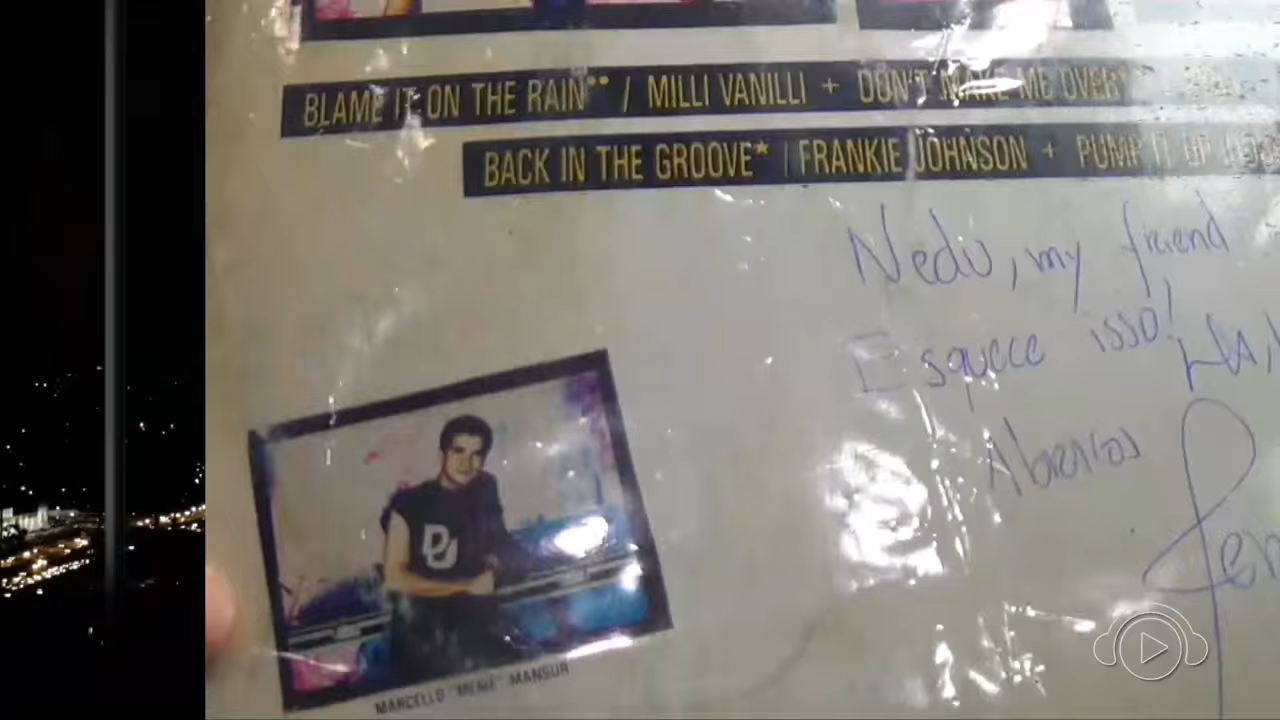 BLAME IT ON THE RAIN** / MILLI VANILLI + DON'T MAKE ME OVER
BACK IN THE GROOVE* / FRANKIE JOHNSON + PUMP IT UP
Nedu, my friend
Esquece isso!
Abraços
DJ
MARCELLO "MEME" MANSUR